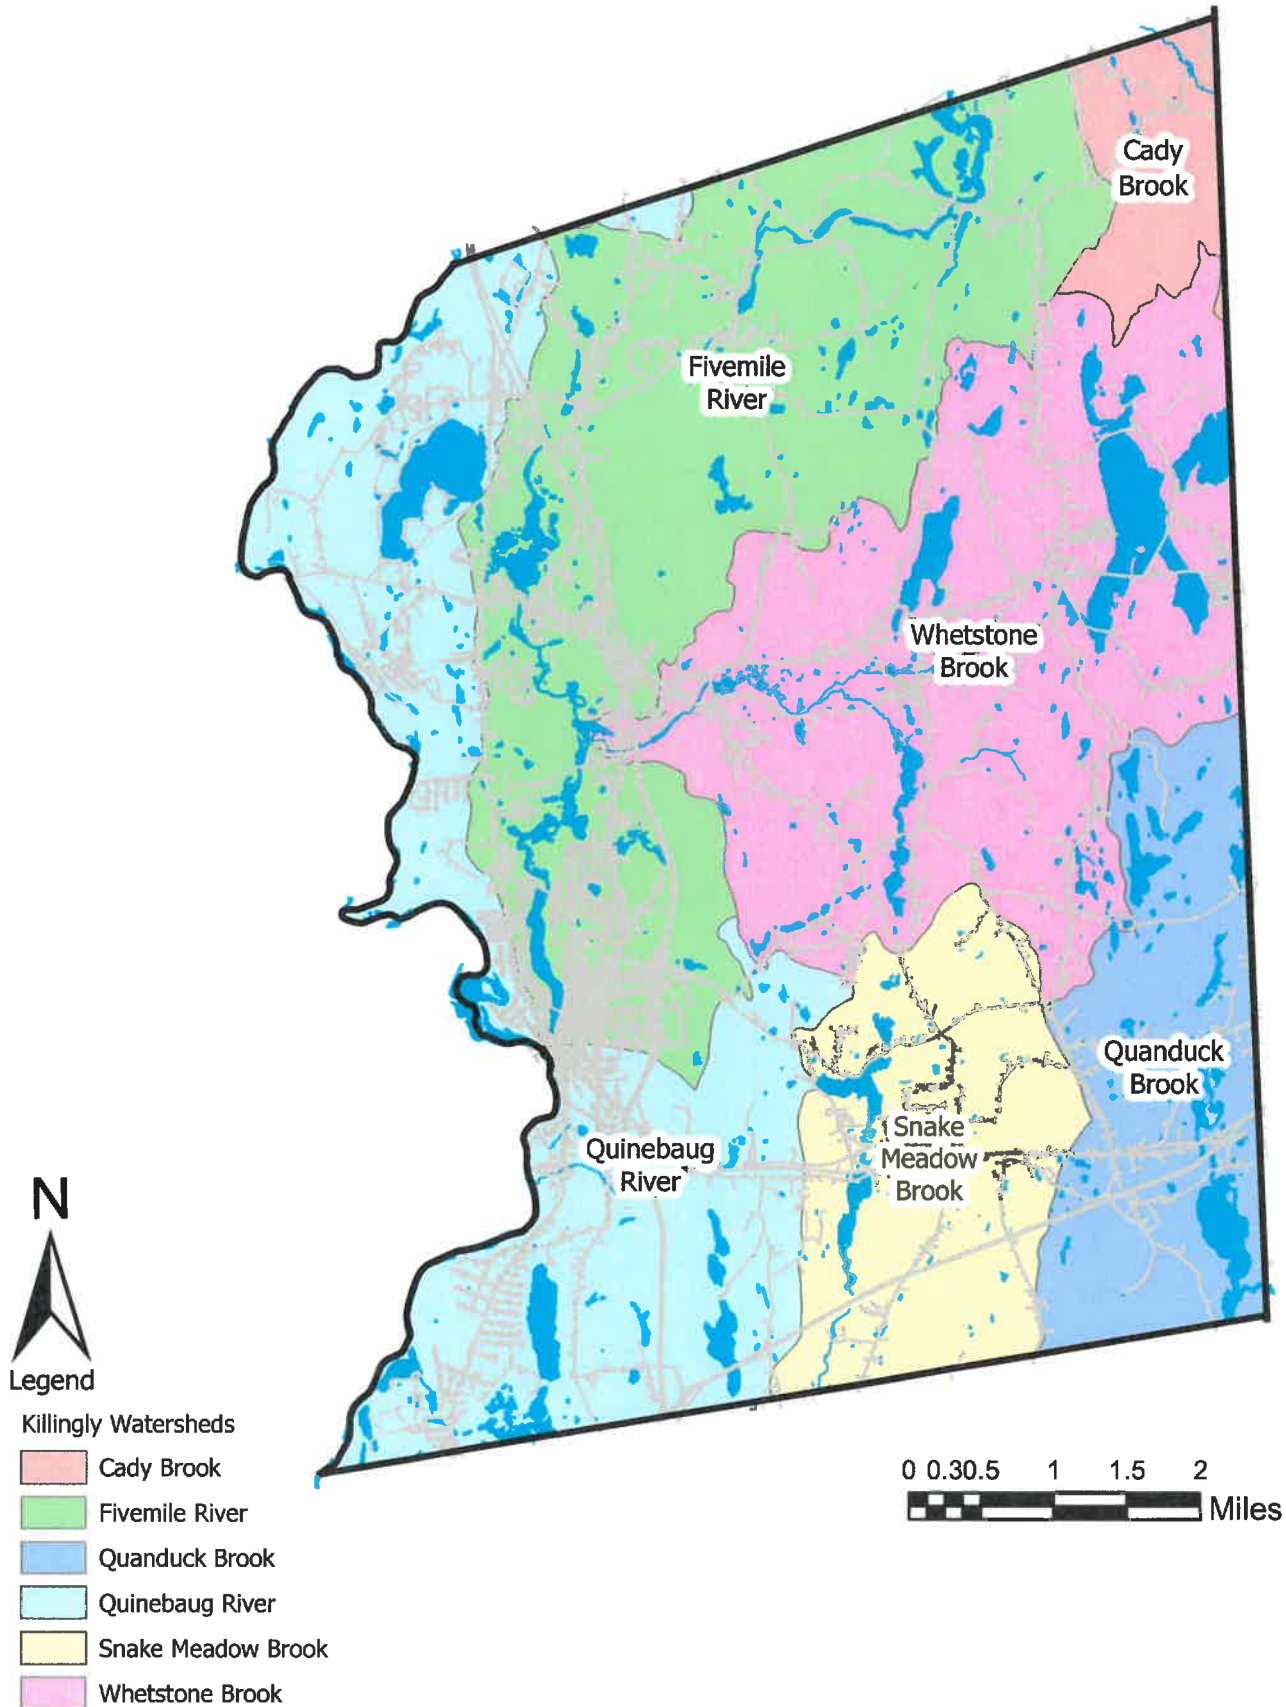 Cady
Brook
Fivemile
River
Whetstone
Brook
Quanduck
Brook
Snake
Meadow
Brook
Quinebaug
River
N
Legend
Killingly Watersheds
Cady Brook
Fivemile River
Quanduck Brook
Quinebaug River
Snake Meadow Brook
Whetstone Brook
0 0.30.5 1 1.5 2
Miles